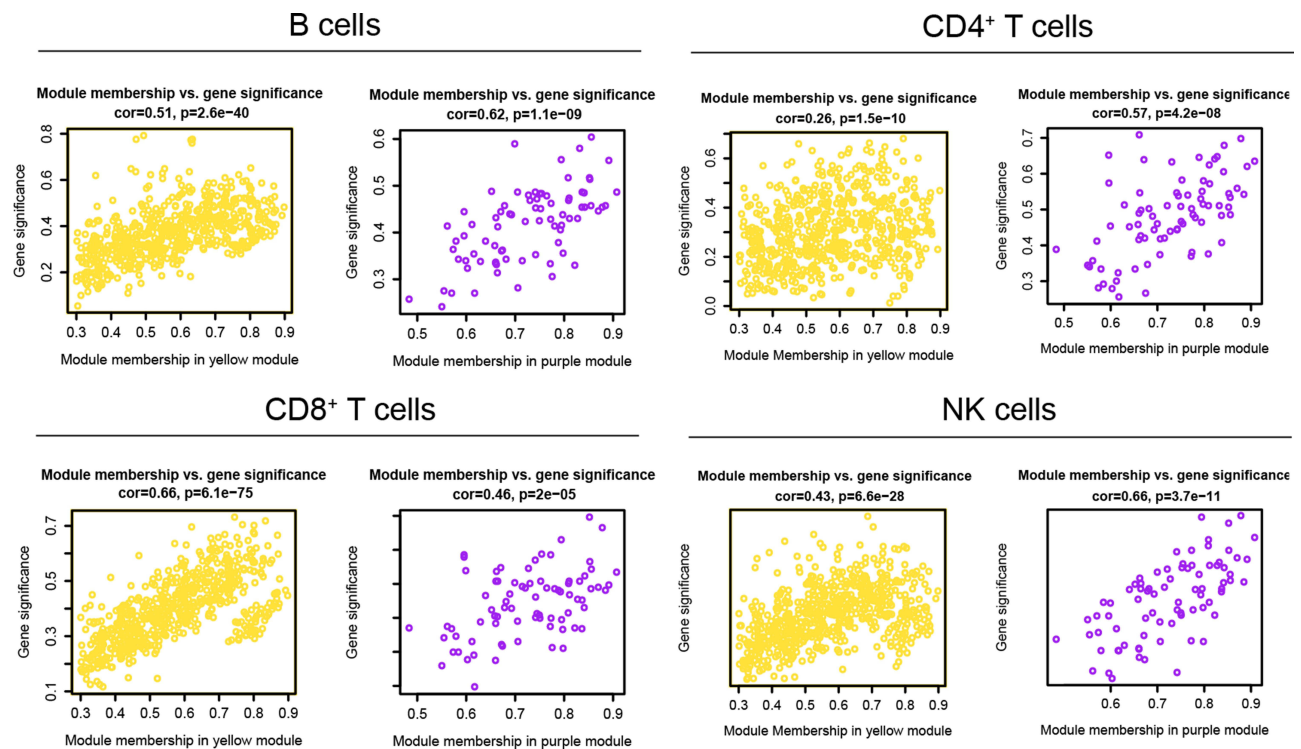 B cells
CD4⁺ T cells
Module membership vs. gene significance
cor=0.51, p=2.6e−40
Gene significance
0.8
0.6
0.4
0.2
0.3 0.4 0.5 0.6 0.7 0.8 0.9
Module membership in yellow module
Module membership vs. gene significance
cor=0.62, p=1.1e−09
Gene significance
0.6
0.5
0.4
0.3
0.5 0.6 0.7 0.8 0.9
Module membership in purple module
Module membership vs. gene significance
cor=0.26, p=1.5e−10
Gene significance
0.6
0.4
0.2
0.0
0.3 0.4 0.5 0.6 0.7 0.8 0.9
Module Membership in yellow module
Module membership vs. gene significance
cor=0.57, p=4.2e−08
Gene significance
0.7
0.6
0.5
0.4
0.3
0.5 0.6 0.7 0.8 0.9
Module membership in purple module
CD8⁺ T cells
NK cells
Module membership vs. gene significance
cor=0.66, p=6.1e−75
Gene significance
0.7
0.5
0.3
0.1
0.3 0.4 0.5 0.6 0.7 0.8 0.9
Module Membership in yellow module
Module membership vs. gene significance
cor=0.46, p=2e−05
Gene significance
0.5 0.6 0.7 0.8 0.9
Module membership in purple module
Module membership vs. gene significance
cor=0.43, p=6.6e−28
Gene significance
0.3 0.4 0.5 0.6 0.7 0.8 0.9
Module Membership in yellow module
Module membership vs. gene significance
cor=0.66, p=3.7e−11
Gene significance
0.6 0.7 0.8 0.9
Module membership in purple module